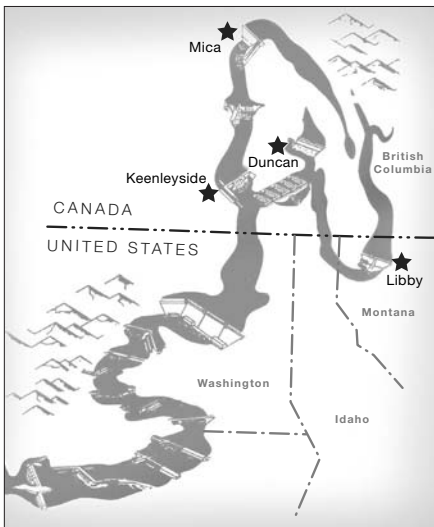 Mica
British
Columbia
Duncan
Keenleyside
CANADA
UNITED STATES
Libby
Montana
Washington
Idaho